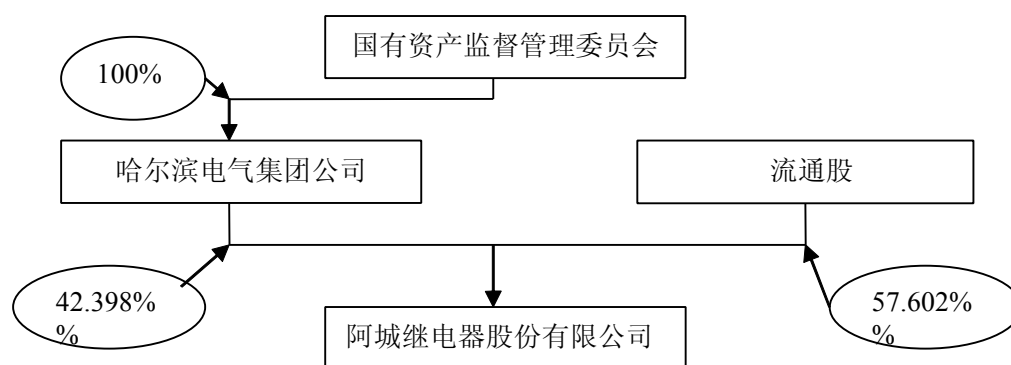 国有资产监督管理委员会
100%
哈尔滨电气集团公司
流通股
42.398%
%
57.602%
%
阿城继电器股份有限公司